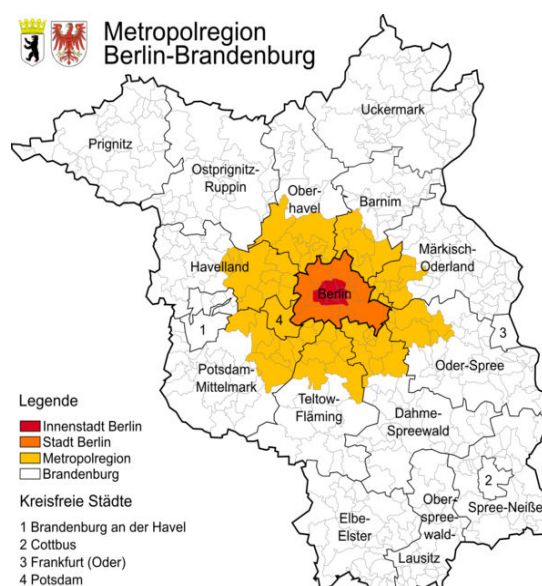 Metropolregion
Berlin-Brandenburg
Uckermark
Prignitz
Ostprignitz-
Ruppin
Ober-
havel
Barnim
Märkisch-
Oderland
Havelland
Berlin
4
1
3
Oder-Spree
Potsdam-
Mittelmark
Teltow-
Fläming
Dahme-
Spreewald
2
Spree-Neiße
Elbe-
Elster
Ober-
spree-
wald-
Lausitz
Legende
Innenstadt Berlin
Stadt Berlin
Metropolregion
Brandenburg
Kreisfreie Städte
1 Brandenburg an der Havel
2 Cottbus
3 Frankfurt (Oder)
4 Potsdam